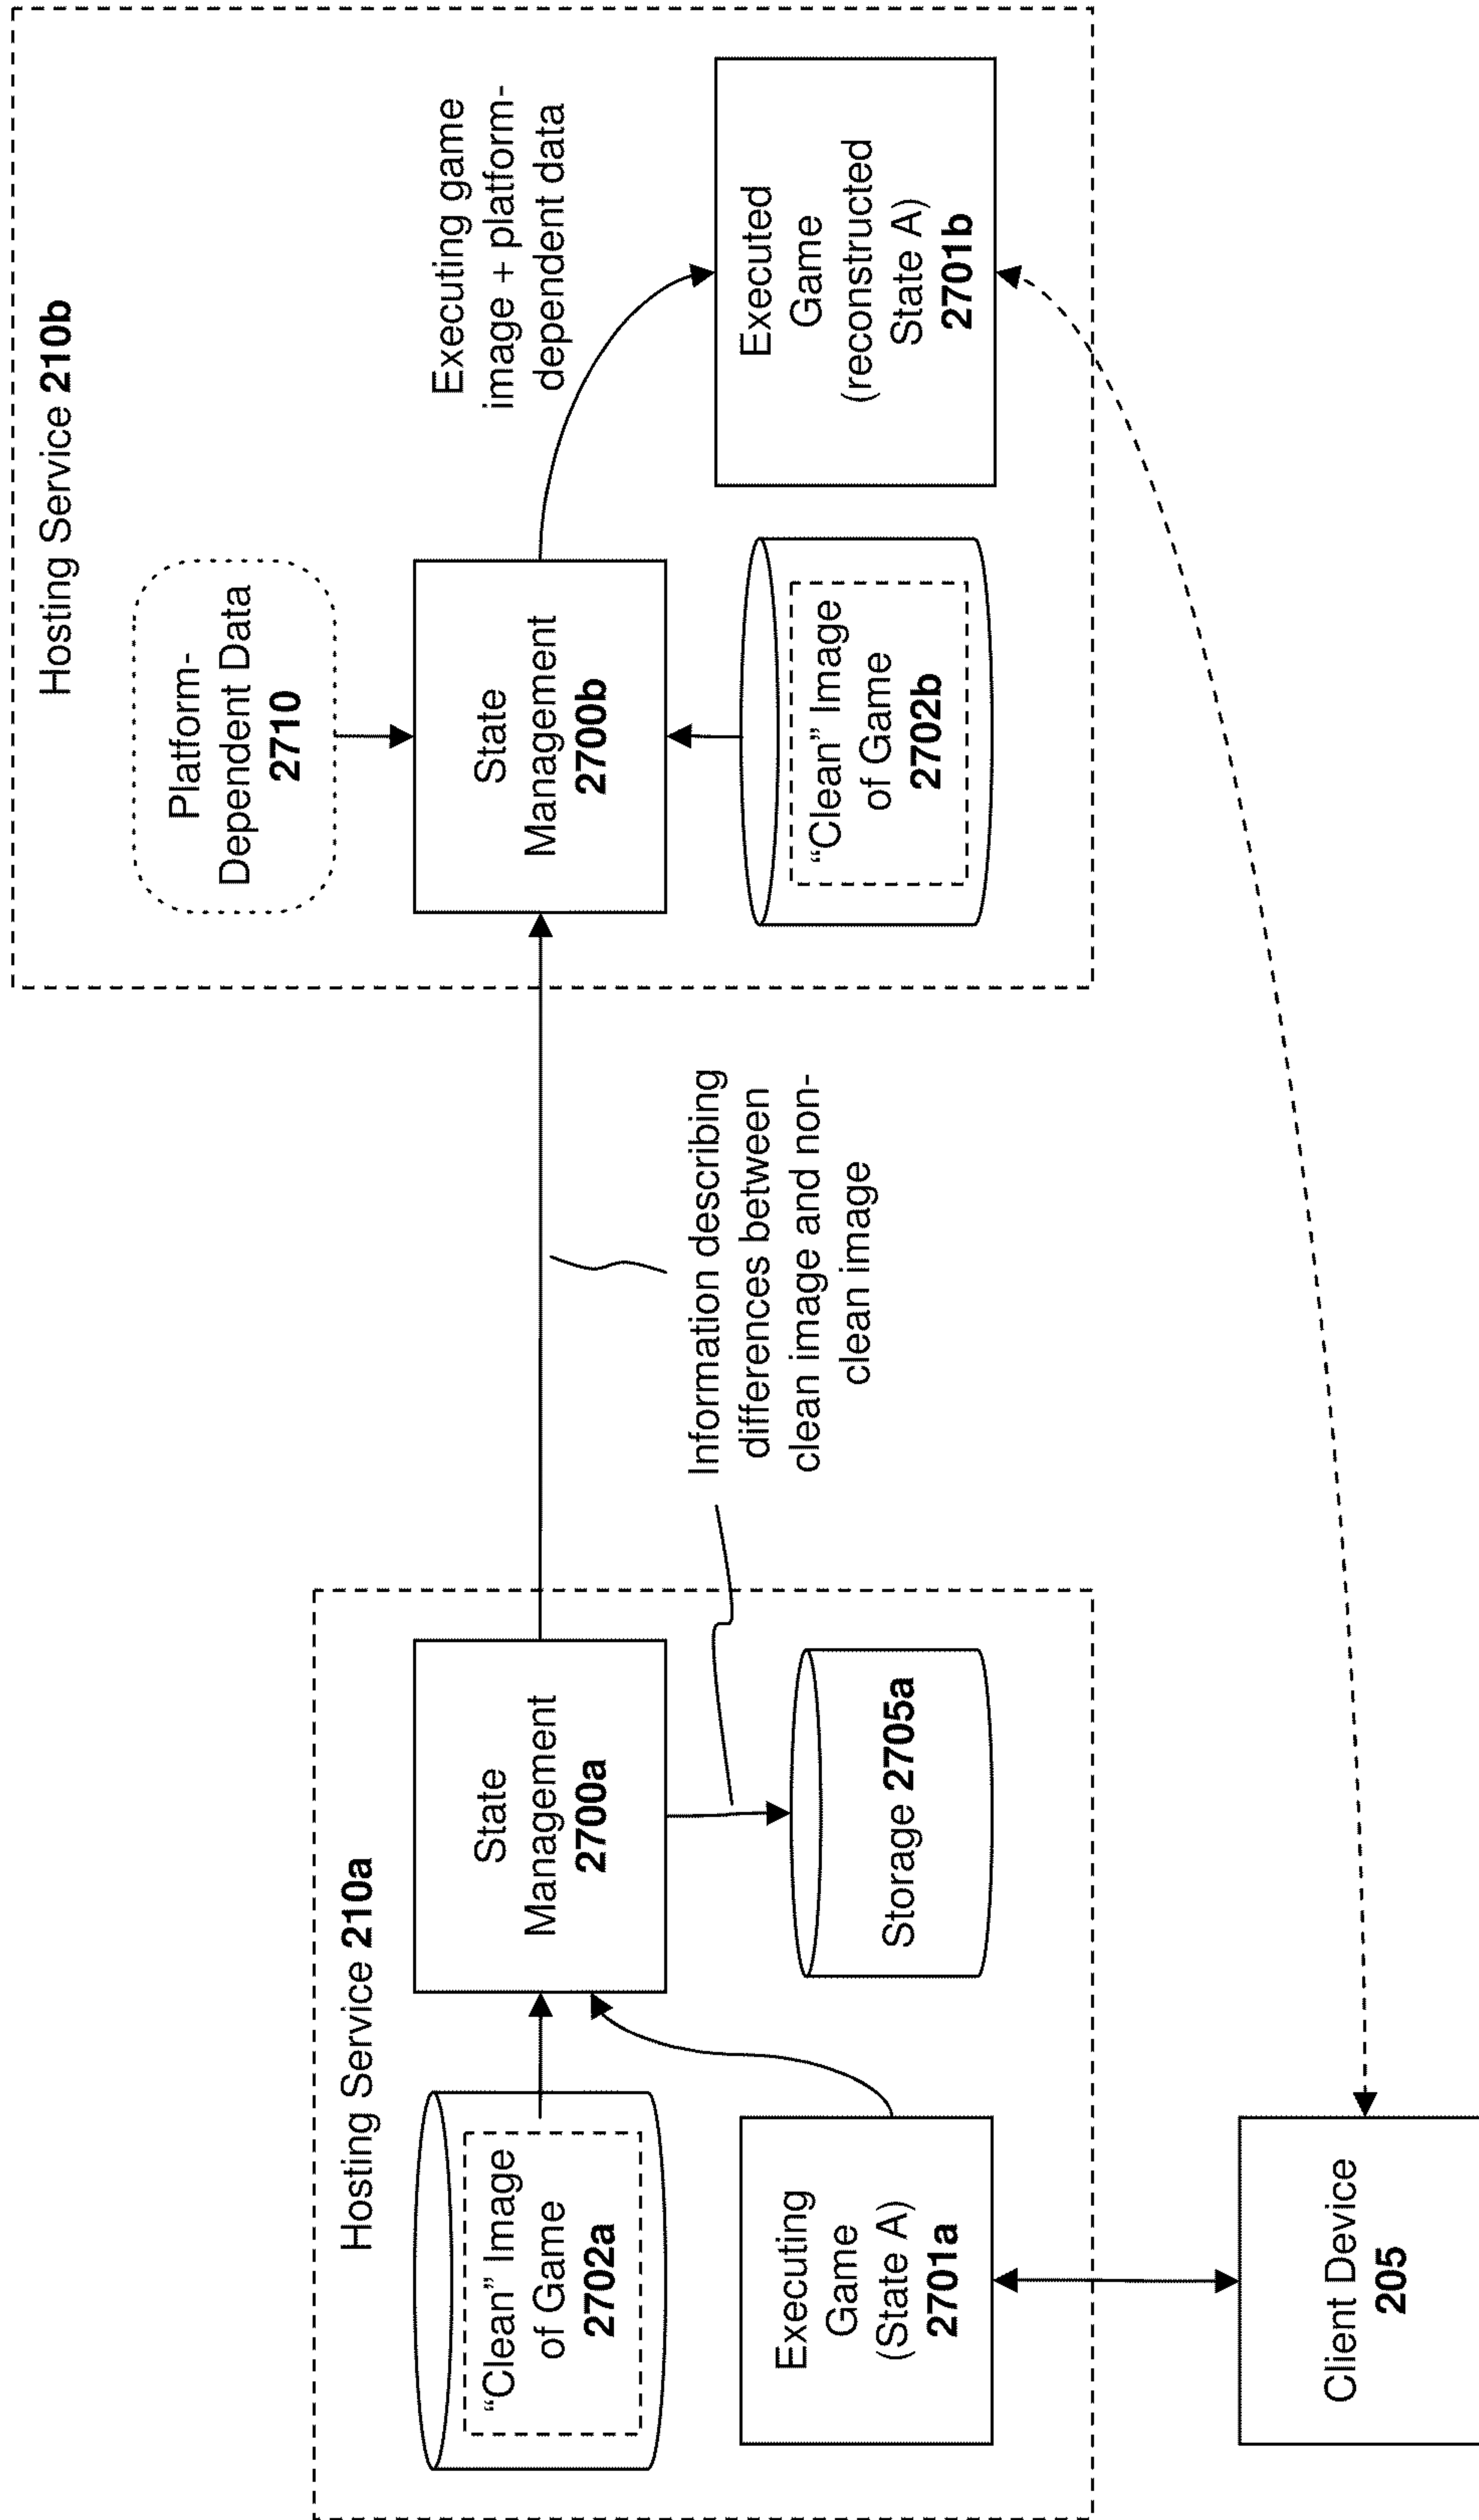 Hosting Service 210a
“Clean” Image
of Game
2702a
State
Management
2700a
Executing
Game
(State A)
2701a
Storage 2705a
Client Device
205
Information describing
differences between
clean image and non-
clean image
Hosting Service 210b
Platform-
Dependent Data
2710
State
Management
2700b
“Clean” Image
of Game
2702b
Executing game
image + platform-
dependent data
Executed
Game
(reconstructed
State A)
2701b